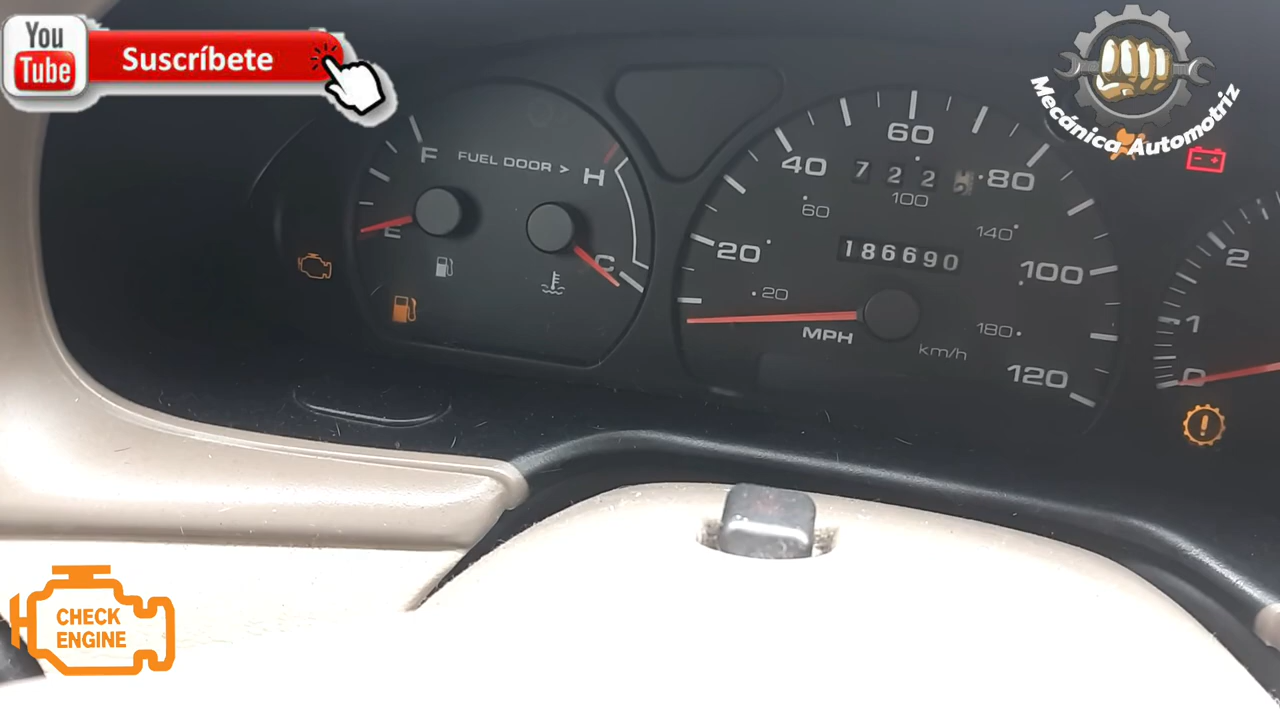 You
Tube
Suscríbete
Mecánica Automotriz
F
FUEL DOOR >
H
E
C
60
40
80
722
100
60
140
20
186690
100
20
180
MPH
km/h
120
2
1
0
CHECK
ENGINE